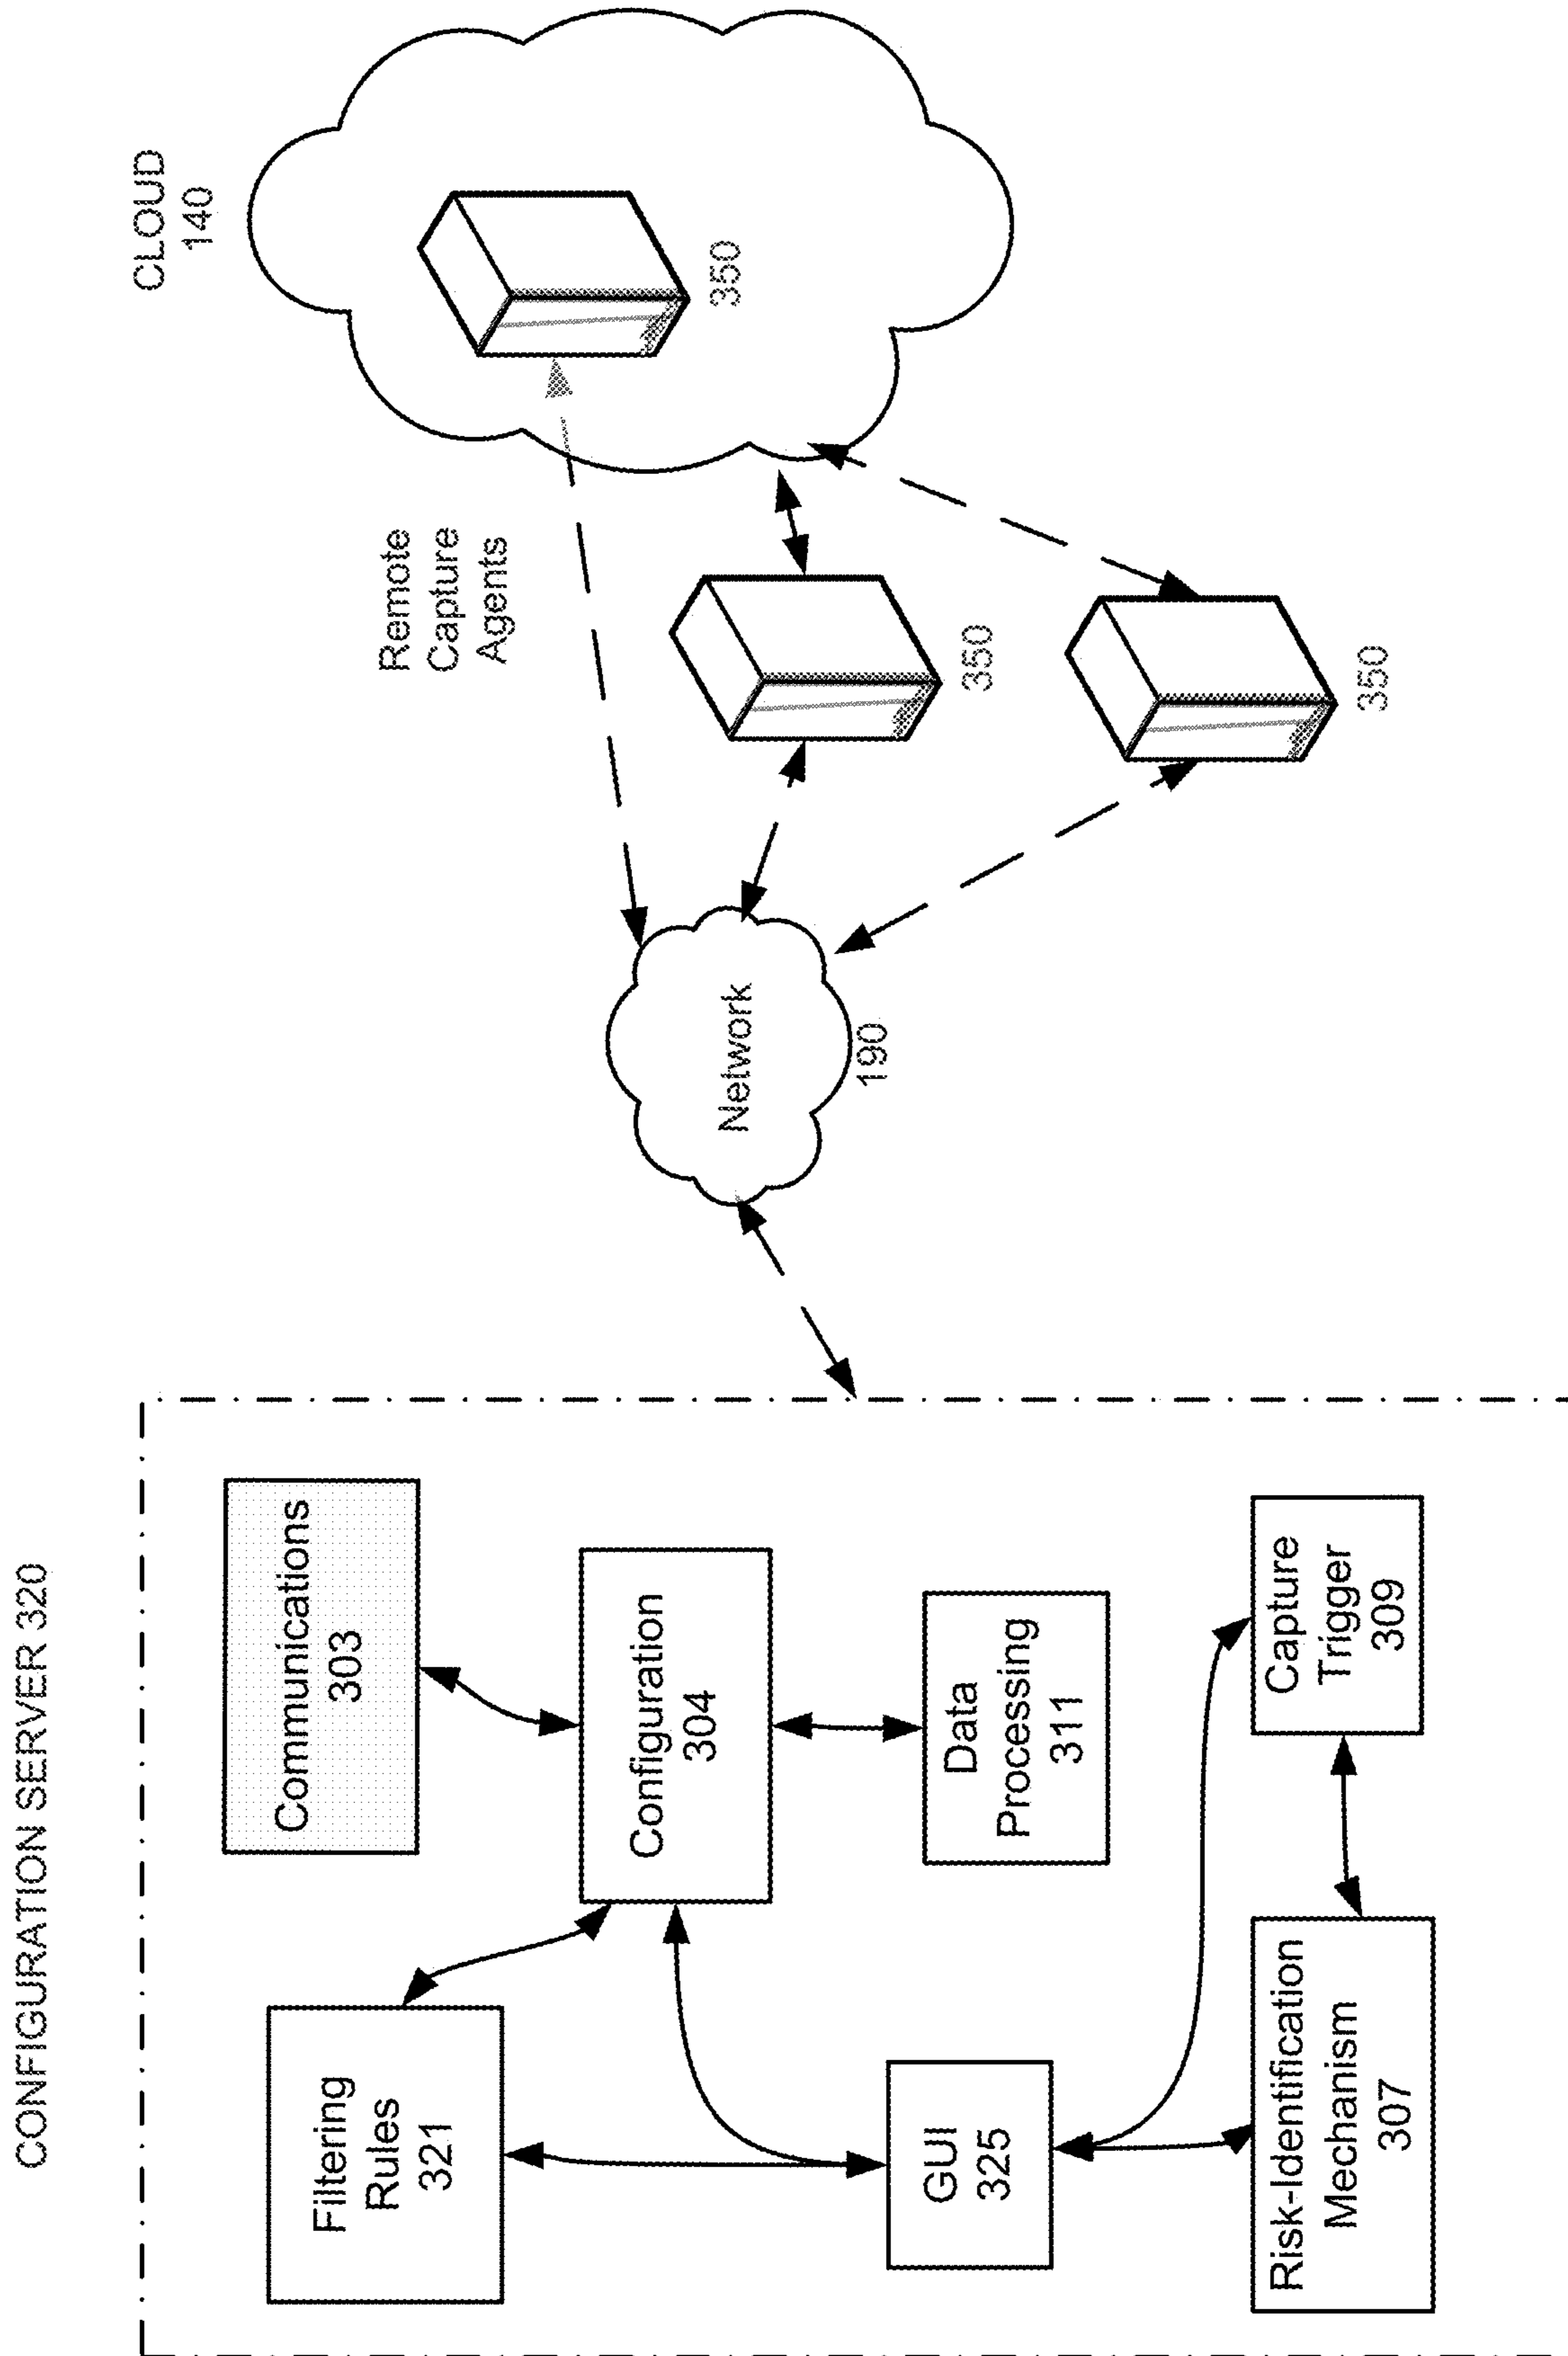 CONFIGURATION SERVER 320
Communications
303
Filtering
Rules
321
Configuration
304
GUI
325
Data
Processing
311
Risk-Identification
Mechanism
307
Capture
Trigger
309
Network
190
Remote
Capture
Agents
350
350
350
CLOUD
140